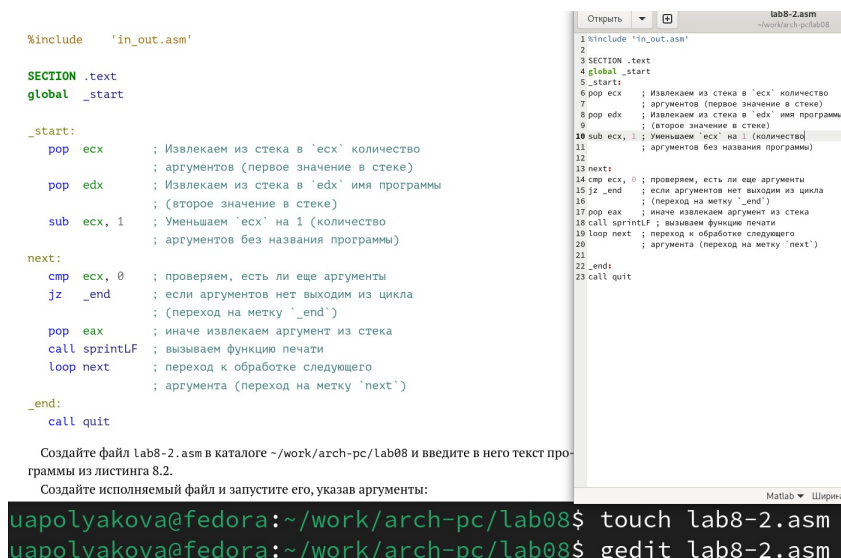 %include 'in_out.asm'
SECTION .text
global _start
_start:
pop ecx ; Извлекаем из стека в `ecx` количество
; аргументов (первое значение в стеке)
pop edx ; Извлекаем из стека в `edx` имя программы
; (второе значение в стеке)
sub ecx, 1 ; Уменьшаем `ecx` на 1 (количество
; аргументов без названия программы)
next:
cmp ecx, 0 ; проверяем, есть ли еще аргументы
jz _end ; если аргументов нет выходим из цикла
; (переход на метку `_end`)
pop eax ; иначе извлекаем аргумент из стека
call sprintLF ; вызываем функцию печати
loop next ; переход к обработке следующего
; аргумента (переход на метку `next`)
_end:
call quit
Создайте файл lab8-2.asm в каталоге ~/work/arch-pc/lab08 и введите в него текст про-
граммы из листинга 8.2.
Создайте исполняемый файл и запустите его, указав аргументы:
Открыть
lab8-2.asm
~/work/arch-pc/lab08
1 %include 'in_out.asm'
2
3 SECTION .text
4 global _start
5 _start:
6 pop ecx ; Извлекаем из стека в `ecx` количество
7 ; аргументов (первое значение в стеке)
8 pop edx ; Извлекаем из стека в `edx` имя программы
9 ; (второе значение в стеке)
10 sub ecx, 1 ; Уменьшаем `ecx` на 1 (количество
11 ; аргументов без названия программы)
12
13 next:
14 cmp ecx, 0 ; проверяем, есть ли еще аргументы
15 jz _end ; если аргументов нет выходим из цикла
16 ; (переход на метку `_end`)
17 pop eax ; иначе извлекаем аргумент из стека
18 call sprintLF ; вызываем функцию печати
19 loop next ; переход к обработке следующего
20 ; аргумента (переход на метку `next`)
21
22 _end:
23 call quit
Matlab Ширина
uapolyakova@fedora:~/work/arch-pc/lab08$ touch lab8-2.asm
uapolyakova@fedora:~/work/arch-pc/lab08$ gedit lab8-2.asm